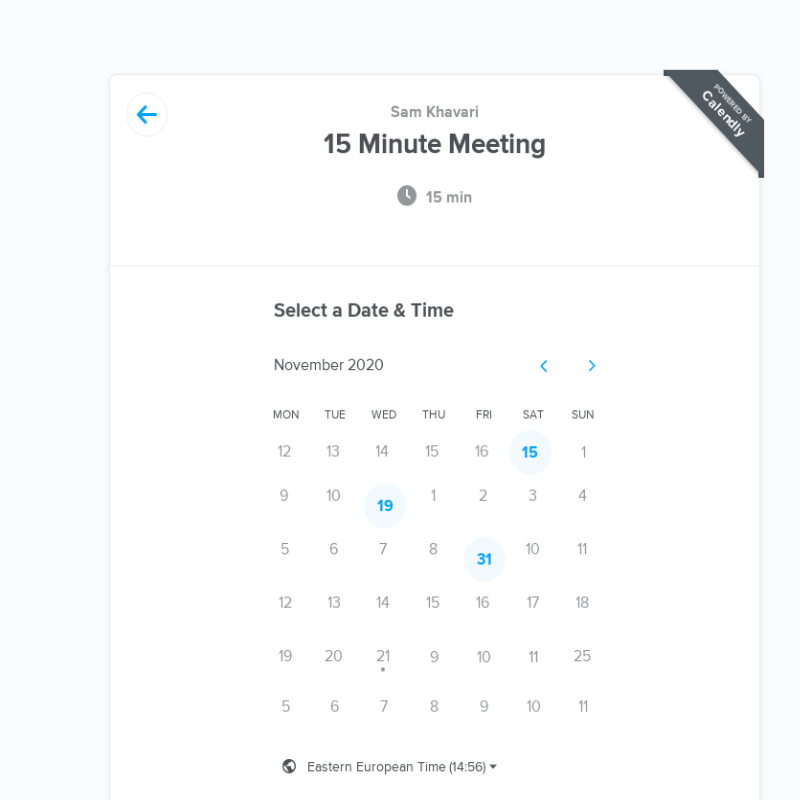 Sam Khavari
POWERED BY
Calendly
15 Minute Meeting
15 min
Select a Date & Time
November 2020
MON TUE WED THU FRI SAT SUN
12 13 14 15 16 15 1
9 10 19 1 2 3 4
5 6 7 8 31 10 11
12 13 14 15 16 17 18
19 20 21 9 10 11 25
5 6 7 8 9 10 11
Eastern European Time (14:56)